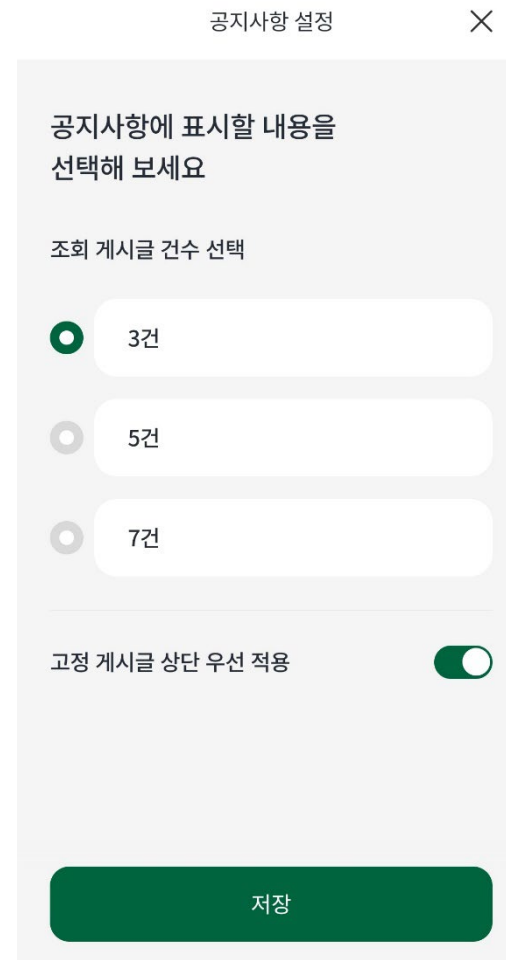 공지사항 설정
공지사항에 표시할 내용을
선택해 보세요
조회 게시글 건수 선택
3건
5건
7건
고정 게시글 상단 우선 적용
저장